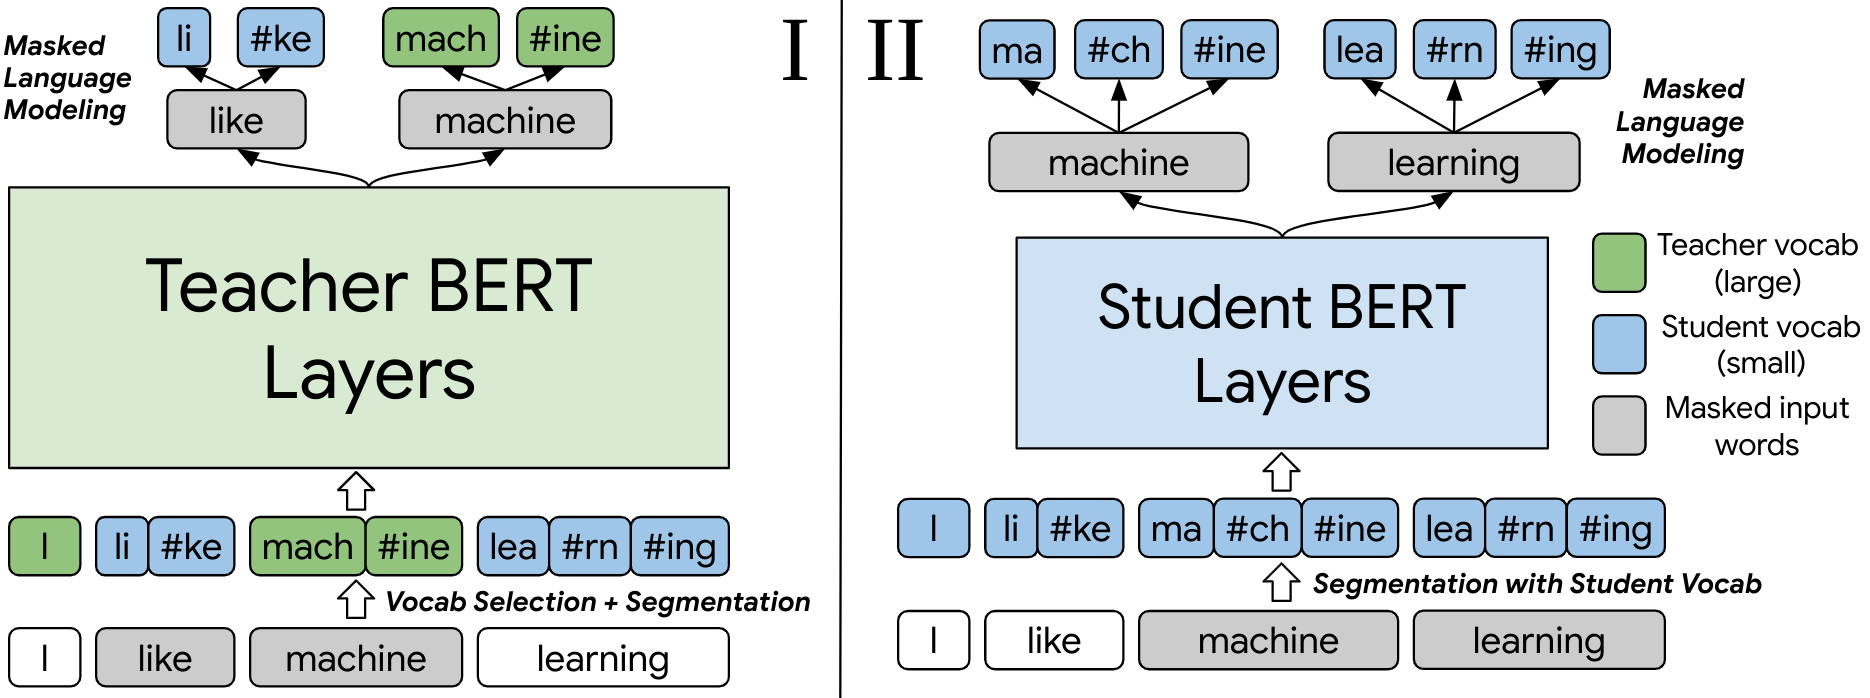 Masked
Language
Modeling
li #ke mach #ine
like machine
Teacher BERT
Layers
I li #ke mach #ine lea #rn #ing
Vocab Selection + Segmentation
I like machine learning
I
II
ma #ch #ine lea #rn #ing
machine learning
Masked
Language
Modeling
Student BERT
Layers
I li #ke ma #ch #ine lea #rn #ing
Segmentation with Student Vocab
I like machine learning
Teacher vocab
(large)
Student vocab
(small)
Masked input
words